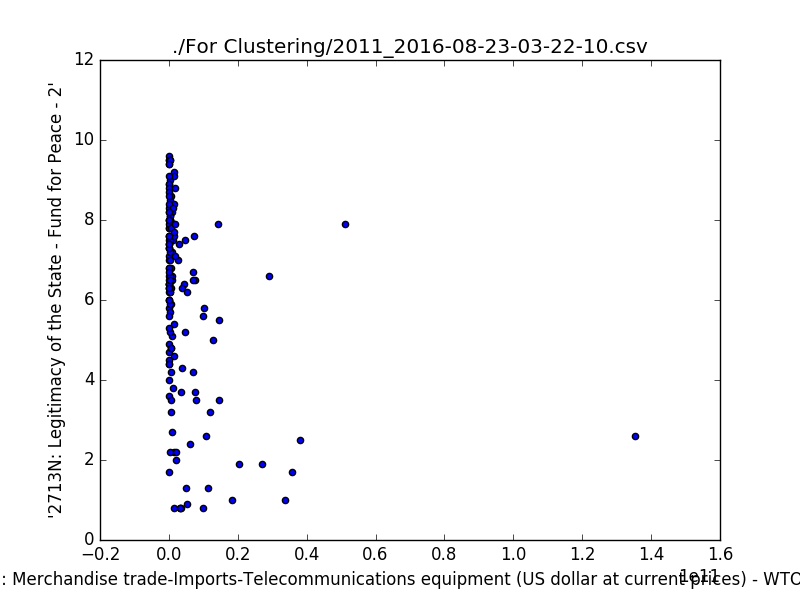 ./For Clustering/2011_2016-08-23-03-22-10.csv
'2713N: Legitimacy of the State - Fund for Peace - 2'
12
10
8
6
4
2
0
−0.2 0.0 0.2 0.4 0.6 0.8 1.0 1.2 1.4 1.6
1e11
: Merchandise trade-Imports-Telecommunications equipment (US dollar at current prices) - WTO